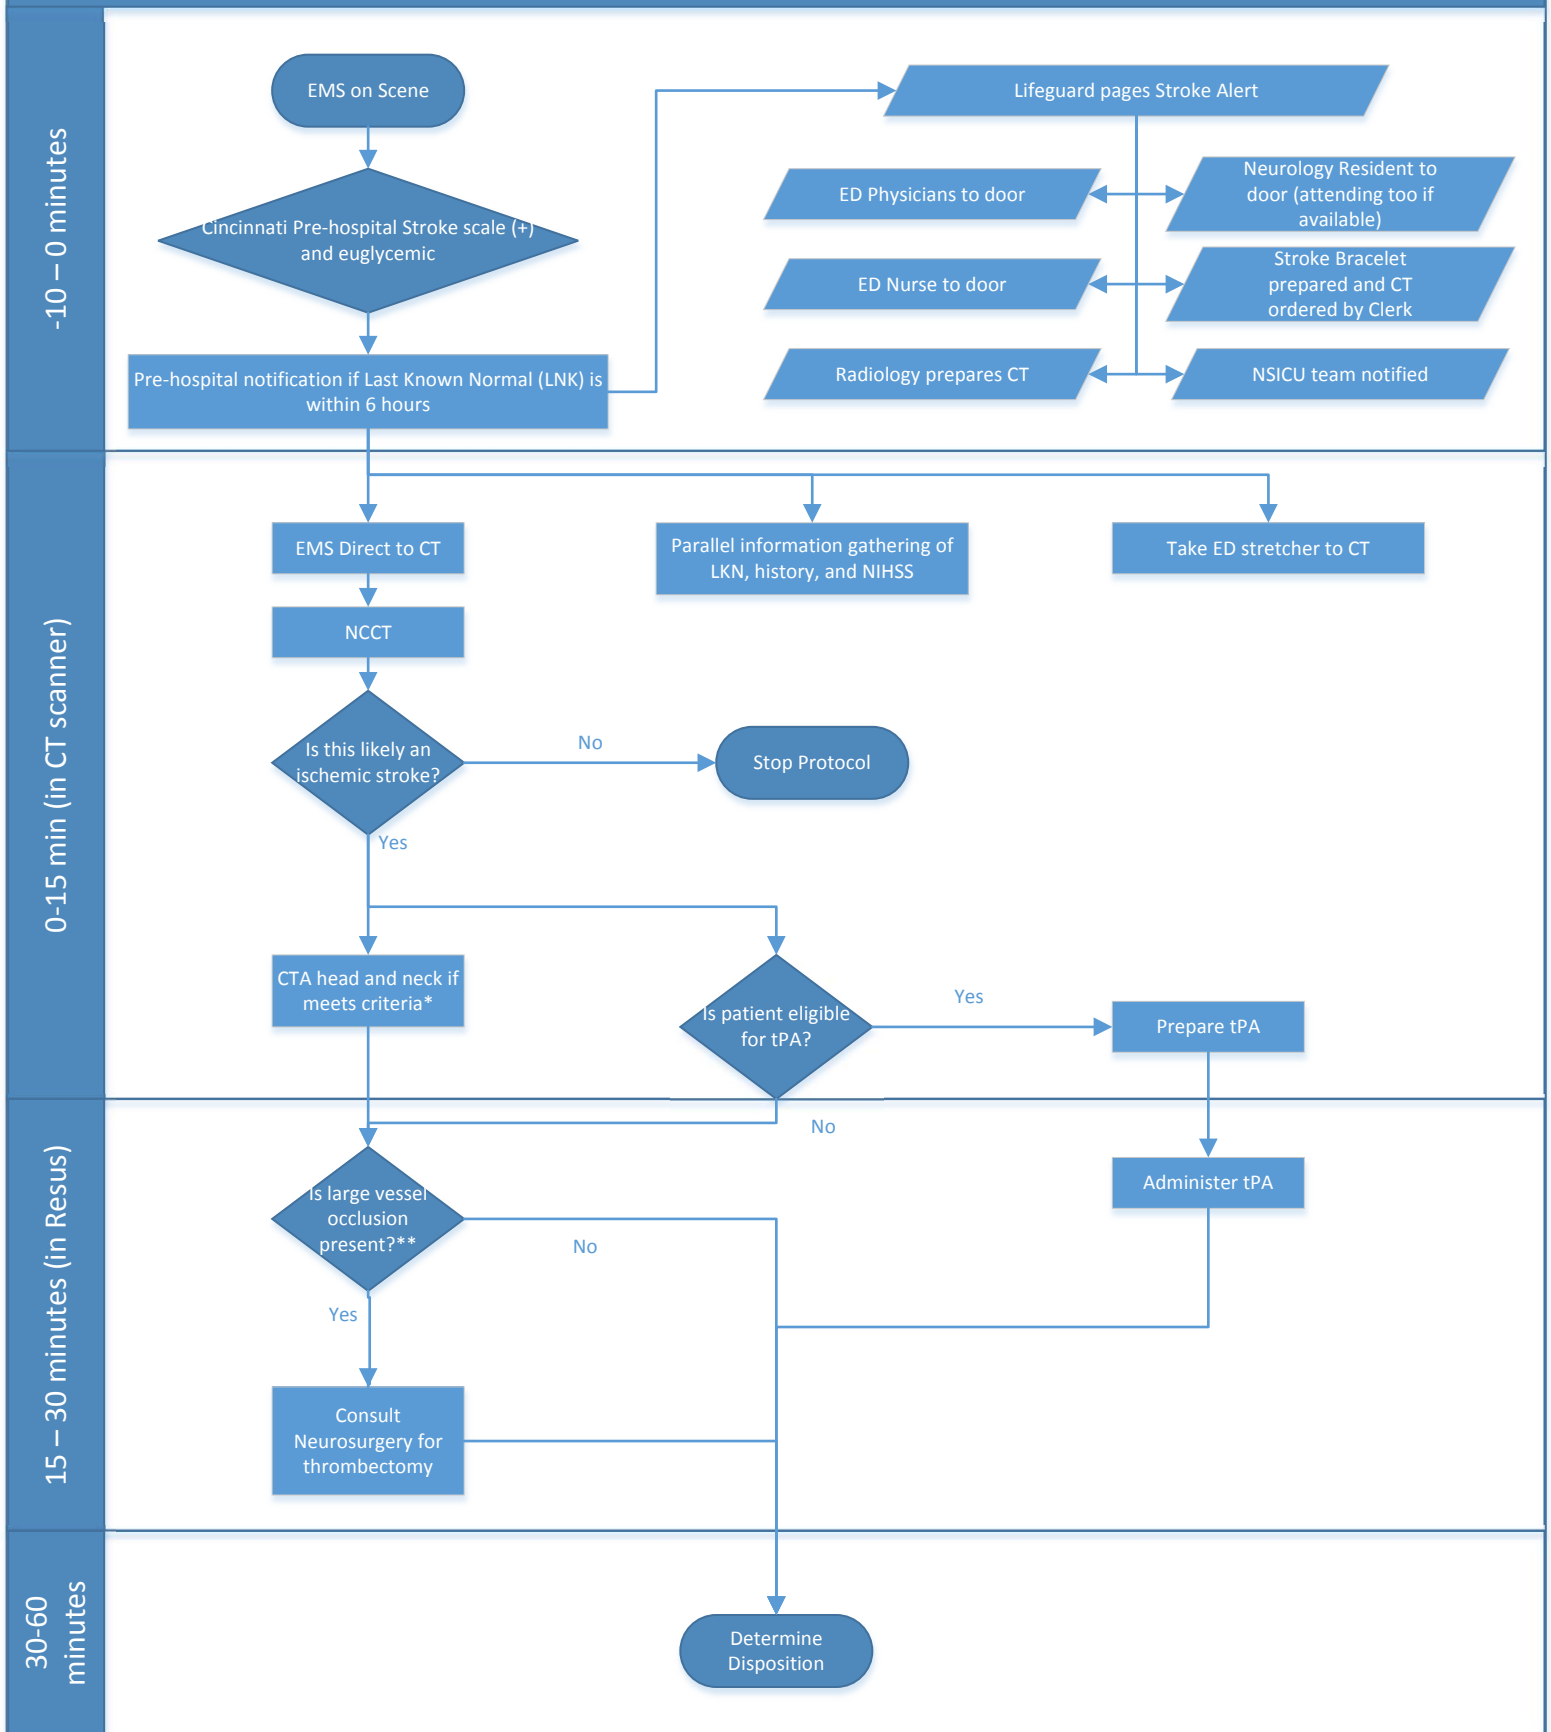 -10 – 0 minutes
EMS on Scene
Cincinnati Pre-hospital Stroke scale (+)
and euglycemic
Pre-hospital notification if Last Known Normal (LNK) is
within 6 hours
Lifeguard pages Stroke Alert
ED Physicians to door
Neurology Resident to
door (attending too if
available)
ED Nurse to door
Stroke Bracelet
prepared and CT
ordered by Clerk
Radiology prepares CT
NSICU team notified
0-15 min (in CT scanner)
EMS Direct to CT
Parallel information gathering of
LKN, history, and NIHSS
Take ED stretcher to CT
NCCT
Is this likely an
ischemic stroke?
No
Stop Protocol
Yes
CTA head and neck if
meets criteria*
Is patient eligible
for tPA?
Yes
Prepare tPA
No
15 – 30 minutes (in Resus)
Is large vessel
occlusion
present?**
No
Administer tPA
Yes
Consult
Neurosurgery for
thrombectomy
30-60
minutes
Determine
Disposition